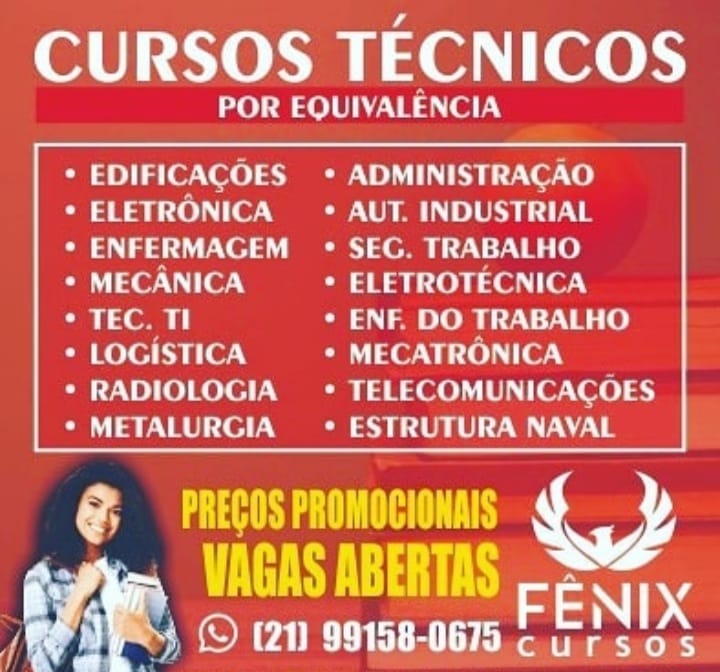 CURSOS TÉCNICOS
POR EQUIVALÊNCIA
• EDIFICAÇÕES
• ELETRÔNICA
• ENFERMAGEM
• MECÂNICA
• TEC. TI
• LOGÍSTICA
• RADIOLOGIA
• METALURGIA
• ADMINISTRAÇÃO
• AUT. INDUSTRIAL
• SEG. TRABALHO
• ELETROTÉCNICA
• ENF. DO TRABALHO
• MECATRÔNICA
• TELECOMUNICAÇÕES
• ESTRUTURA NAVAL
PREÇOS PROMOCIONAIS
VAGAS ABERTAS
(21) 99158-0675
FÊNIX
cursos